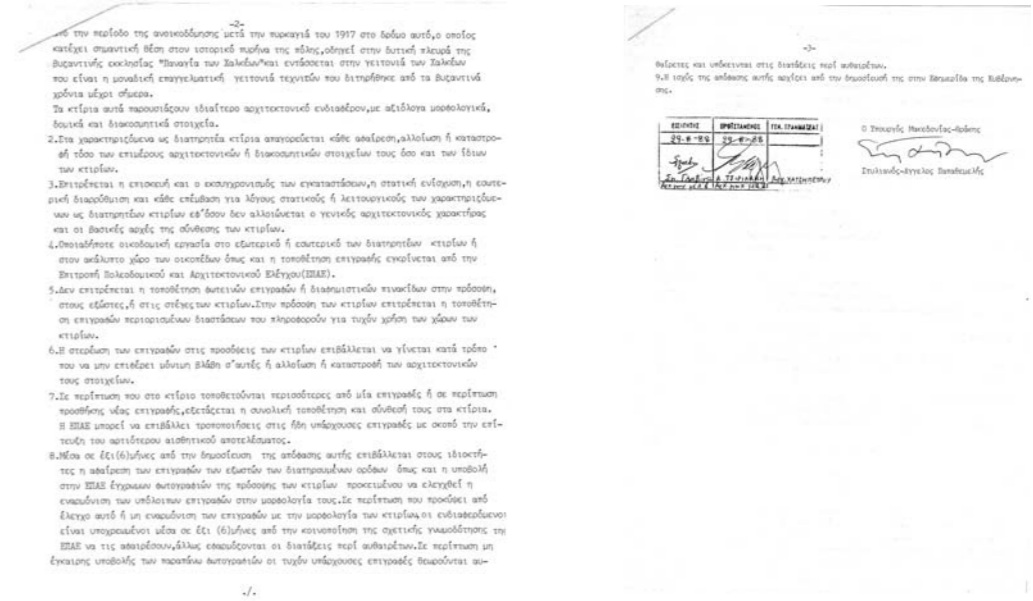 -2-
από την περίοδο της ανοικοδόμησης μετά την πυρκαγιά του 1917 στο δρόμο αυτό,ο οποίος
κατέχει σημαντική θέση στον ιστορικό πυρήνα της πόλης,οδηγεί στην δυτική πλευρά της
Βυζαντινής εκκλησίας "Παναγία των Χαλκέων"και εντάσσεται στην γειτονιά των Χαλκέων
που είναι η μοναδική επαγγελματική γειτονιά τεχνιτών που διτηρήθηκε από τα Βυζαντινά
χρόνια μέχρι σήμερα.
Τα κτίρια αυτά παρουσιάζουν ιδιαίτερο αρχιτεκτονικό ενδιαφέρον,με αξιόλογα μορφολογικά,
δομικά και διακοσμητικά στοιχεία.
2.Στα χαρακτηριζόμενα ως διατηρητέα κτίρια απαγορεύεται κάθε αφαίρεση,αλλοίωση ή καταστρο-
φή τόσο των επιμέρους αρχιτεκτονικών ή διακοσμητικών στοιχείων τους όσο και των ίδιων
των κτιρίων.
3.Επιτρέπεται η επισκευή και ο εκσυγχρονισμός των εγκαταστάσεων,η στατική ενίσχυση,η εσωτε-
ρική διαρρύθμιση και κάθε επέμβαση για λόγους στατικούς ή λειτουργικούς των χαρακτηριζόμε-
νων ως διατηρητέων κτιρίων εφ'όσον δεν αλλοιώνεται ο γενικός αρχιτεκτονικός χαρακτήρας
και οι βασικές αρχές της σύνθεσης των κτιρίων.
4.Οποιαδήποτε οικοδομική εργασία στο εξωτερικό ή εσωτερικό των διατηρητέων κτιρίων ή
στον ακάλυπτο χώρο των οικοπέδων όπως και η τοποθέτηση επιγραφής εγκρίνεται από την
Επιτροπή Πολεοδομικού και Αρχιτεκτονικού Ελέγχου(ΕΠΑΕ).
5.Δεν επιτρέπεται η τοποθέτηση φωτεινών επιγραφών ή διαφημιστικών πινακίδων στην πρόσοψη,
στους εξώστες,ή στις στέγες των κτιρίων.Στην πρόσοψη των κτιρίων επιτρέπεται η τοποθέτη-
ση επιγραφών περιορισμένων διαστάσεων που πληροφορούν για τυχόν χρήση των χώρων των
κτιρίων.
6.Η στερέωση των επιγραφών στις προσόψεις των κτιρίων επιβάλλεται να γίνεται κατά τρόπο
που να μην επιφέρει μόνιμη βλάβη σ'αυτές ή αλλοίωση ή καταστροφή των αρχιτεκτονικών
τους στοιχείων.
7.Σε περίπτωση που στο κτίριο τοποθετούνται περισσότερες από μία επιγραφές ή σε περίπτωση
προσθήκης νέας επιγραφής,εξετάζεται η συνολική τοποθέτηση και σύνθεσή τους στα κτίρια.
Η ΕΠΑΕ μπορεί να επιβάλλει τροποποιήσεις στις ήδη υπάρχουσες επιγραφές με σκοπό την επί-
τευξη του αρτιότερου αισθητικού αποτελέσματος.
8.Μέσα σε έξι(6)μήνες από την δημοσίευση της απόφασης αυτής επιβάλλεται στους ιδιοκτή-
τες η αφαίρεση των επιγραφών των εξωστών των διατηρουμένων ορόφων όπως και η υποβολή
στην ΕΠΑΕ έγχρωμων φωτογραφιών της πρόσοψης των κτιρίων προκειμένου να ελεγχθεί η
εναρμόνιση των υπόλοιπων επιγραφών στην μορφολογία τους.Σε περίπτωση που προκύψει από
έλεγχο αυτό ή μη εναρμόνιση των επιγραφών με την μορφολογία των κτιρίων,οι ενδιαφερόμενοι
είναι υποχρεωμένοι μέσα σε έξι (6)μήνες από την κοινοποίηση της σχετικής γνωμοδότησης της
ΕΠΑΕ να τις αφαιρέσουν,άλλως εφαρμόζονται οι διατάξεις περί αυθαιρέτων.Σε περίπτωση μη
έγκαιρης υποβολής των παραπάνω φωτογραφιών οι τυχόν υπάρχουσες επιγραφές θεωρούνται αυ-
./.
-3-
θαίρετες και υπόκεινται στις διατάξεις περί αυθαιρέτων.
9.Η ισχύς της απόφασης αυτής αρχίζει από την δημοσίευσή της στην Εφημερίδα της Κυβέρνη-
σης.
ΕΙΣΗΓΗΤΗΣ ΠΡΟΪΣΤΑΜΕΝΟΣ ΓΕΝ. ΓΡΑΜΜΑΤΕΑΣ
29-8-88 29-8-88
Ο Υπουργός Μακεδονίας-Θράκης
Στυλιανός-Άγγελος Παπαθεμελής